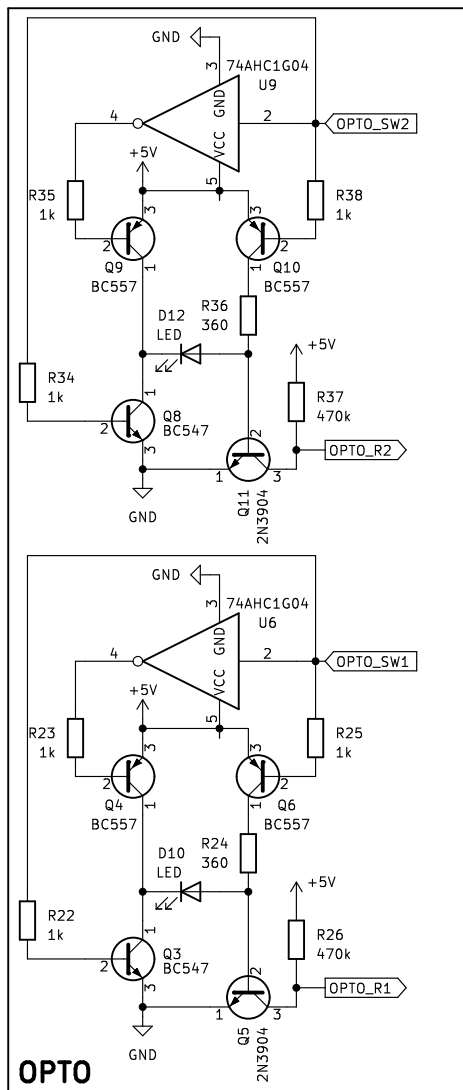 GND
3
74AHC1G04
U9
GND
4
2
OPTO_SW2
VCC
+5V
5
R35
1k
R38
1k
3
3
2
2
Q9
1
1
Q10
BC557
BC557
R36
360
D12
LED
+5V
R34
1k
1
Q8
BC547
2
3
R37
470k
2
OPTO_R2
1
3
GND
Q11
2N3904
GND
3
74AHC1G04
U6
GND
4
2
OPTO_SW1
VCC
+5V
5
R23
1k
R25
1k
3
3
2
2
Q4
1
1
Q6
BC557
BC557
R24
360
D10
LED
+5V
R22
1k
1
Q3
BC547
2
3
R26
470k
2
OPTO_R1
1
3
GND
Q5
2N3904
OPTO